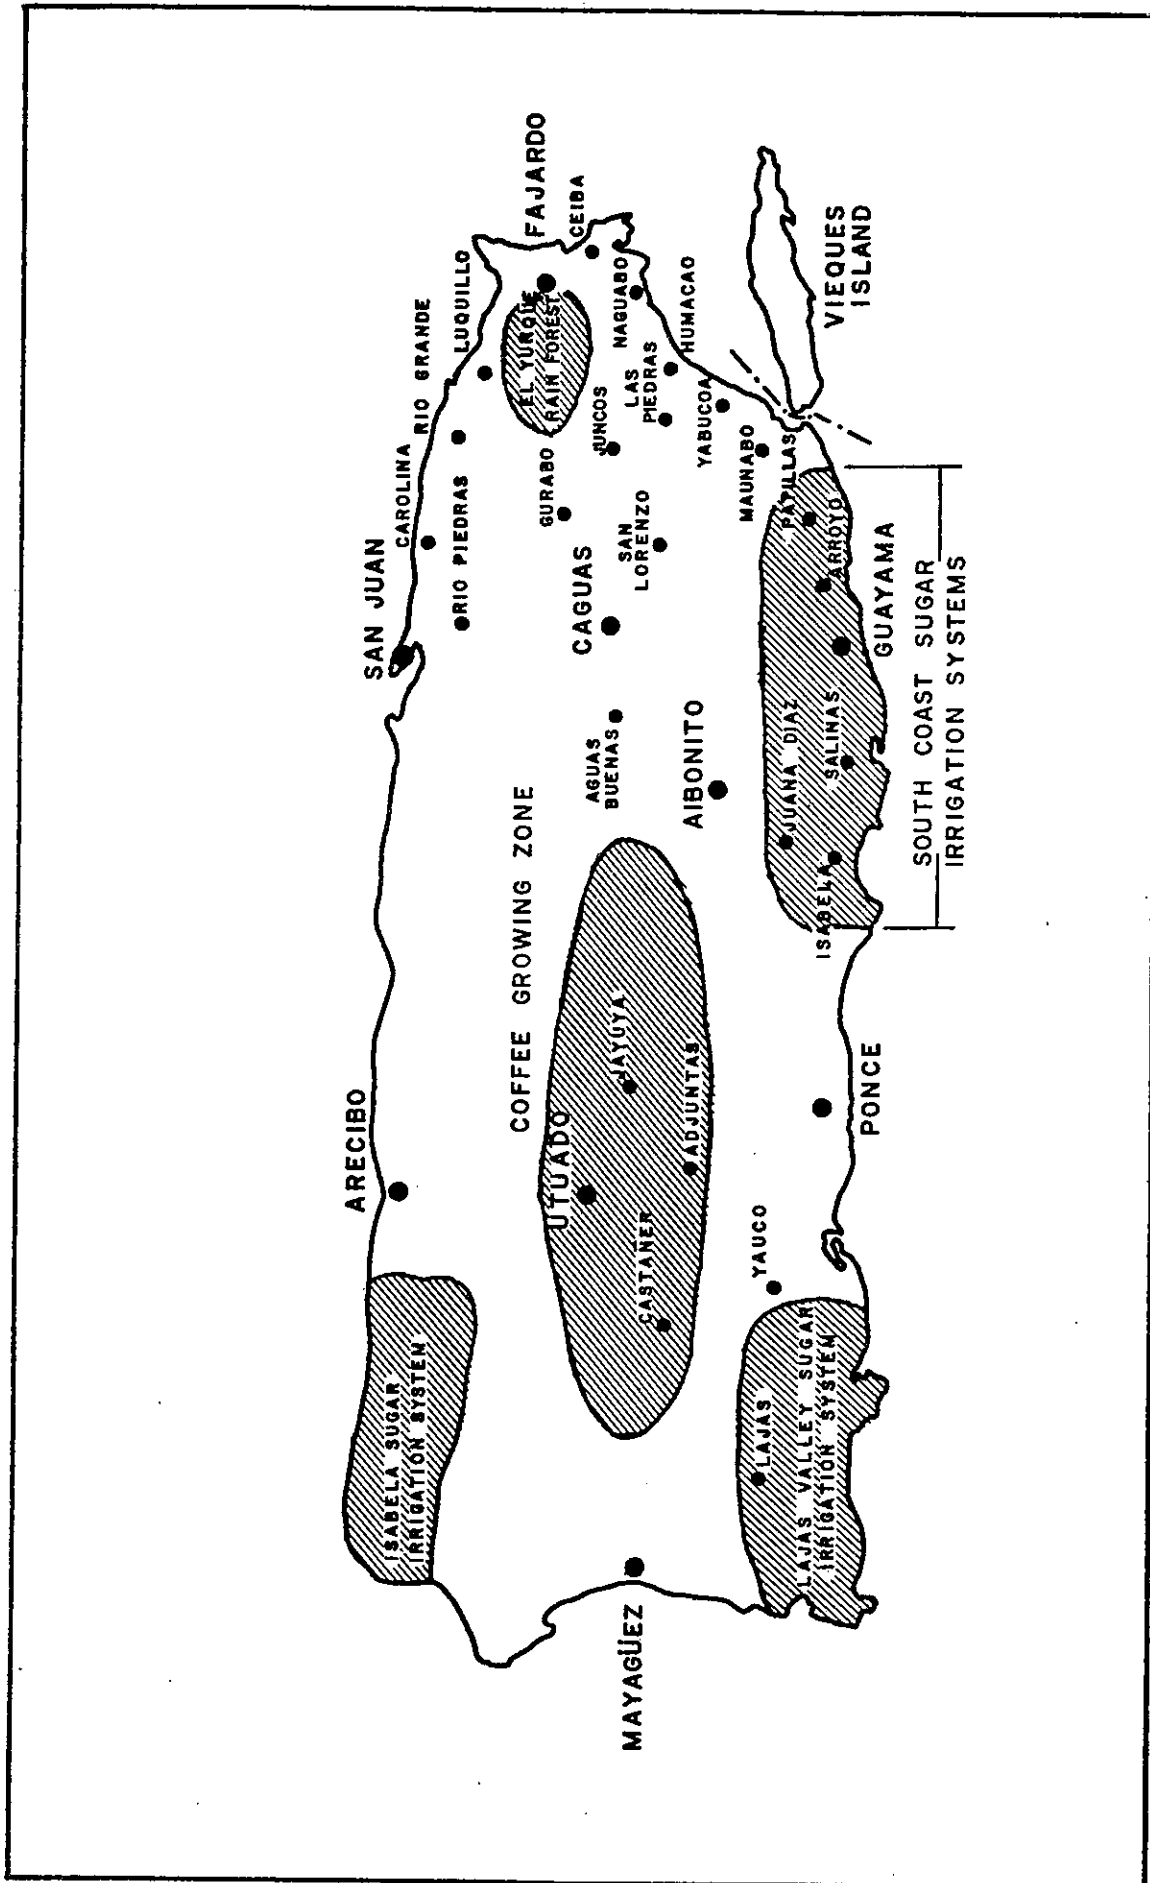 SAN JUAN
CAROLINA
RIO GRANDE
LUQUILLO
FAJARDO
CEIBA
RIO PIEDRAS
EL YURQUE
RAIN FOREST
NAGUABO
HUMACAO
LAS
PIEDRAS
JUNCOS
GURABO
YABUCOA
MAUNABO
VIEQUES
ISLAND
CAGUAS
SAN
LORENZO
PATILLAS
ARROYO
GUAYAMA
AGUAS
BUENAS
AIBONITO
JUANA DIAZ
SALINAS
ISABELA
SOUTH COAST SUGAR
IRRIGATION SYSTEMS
COFFEE GROWING ZONE
ARECIBO
UTUADO
JAYUYA
ADJUNTAS
CASTANER
PONCE
YAUCO
ISABELA SUGAR
IRRIGATION SYSTEM
LAJAS
LAJAS VALLEY SUGAR
IRRIGATION SYSTEM
MAYAGÜEZ